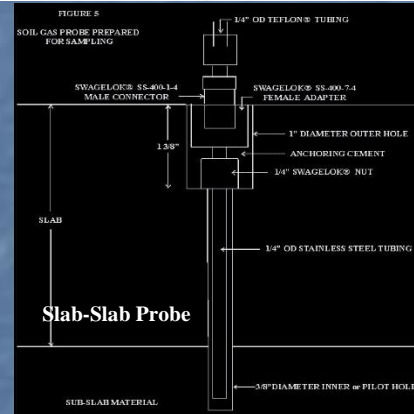 FIGURE 5
SOIL GAS PROBE PREPARED
FOR SAMPLING
1/4" OD TEFLON® TUBING
SWAGELOK® SS-400-1-4
MALE CONNECTOR
SWAGELOK® SS-400-7-4
FEMALE ADAPTER
1" DIAMETER OUTER HOLE
1 3/8"
ANCHORING CEMENT
1/4" SWAGELOK® NUT
SLAB
1/4" OD STAINLESS STEEL TUBING
Slab-Slab Probe
3/8" DIAMETER INNER or PILOT HOLE
SUB-SLAB MATERIAL